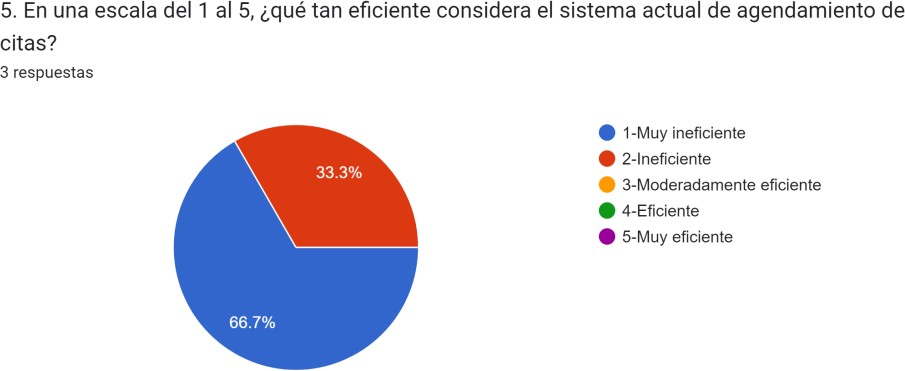 5. En una escala del 1 al 5, ¿qué tan eficiente considera el sistema actual de agendamiento de
citas?
3 respuestas
33.3%
66.7%
1-Muy ineficiente
2-Ineficiente
3-Moderadamente eficiente
4-Eficiente
5-Muy eficiente